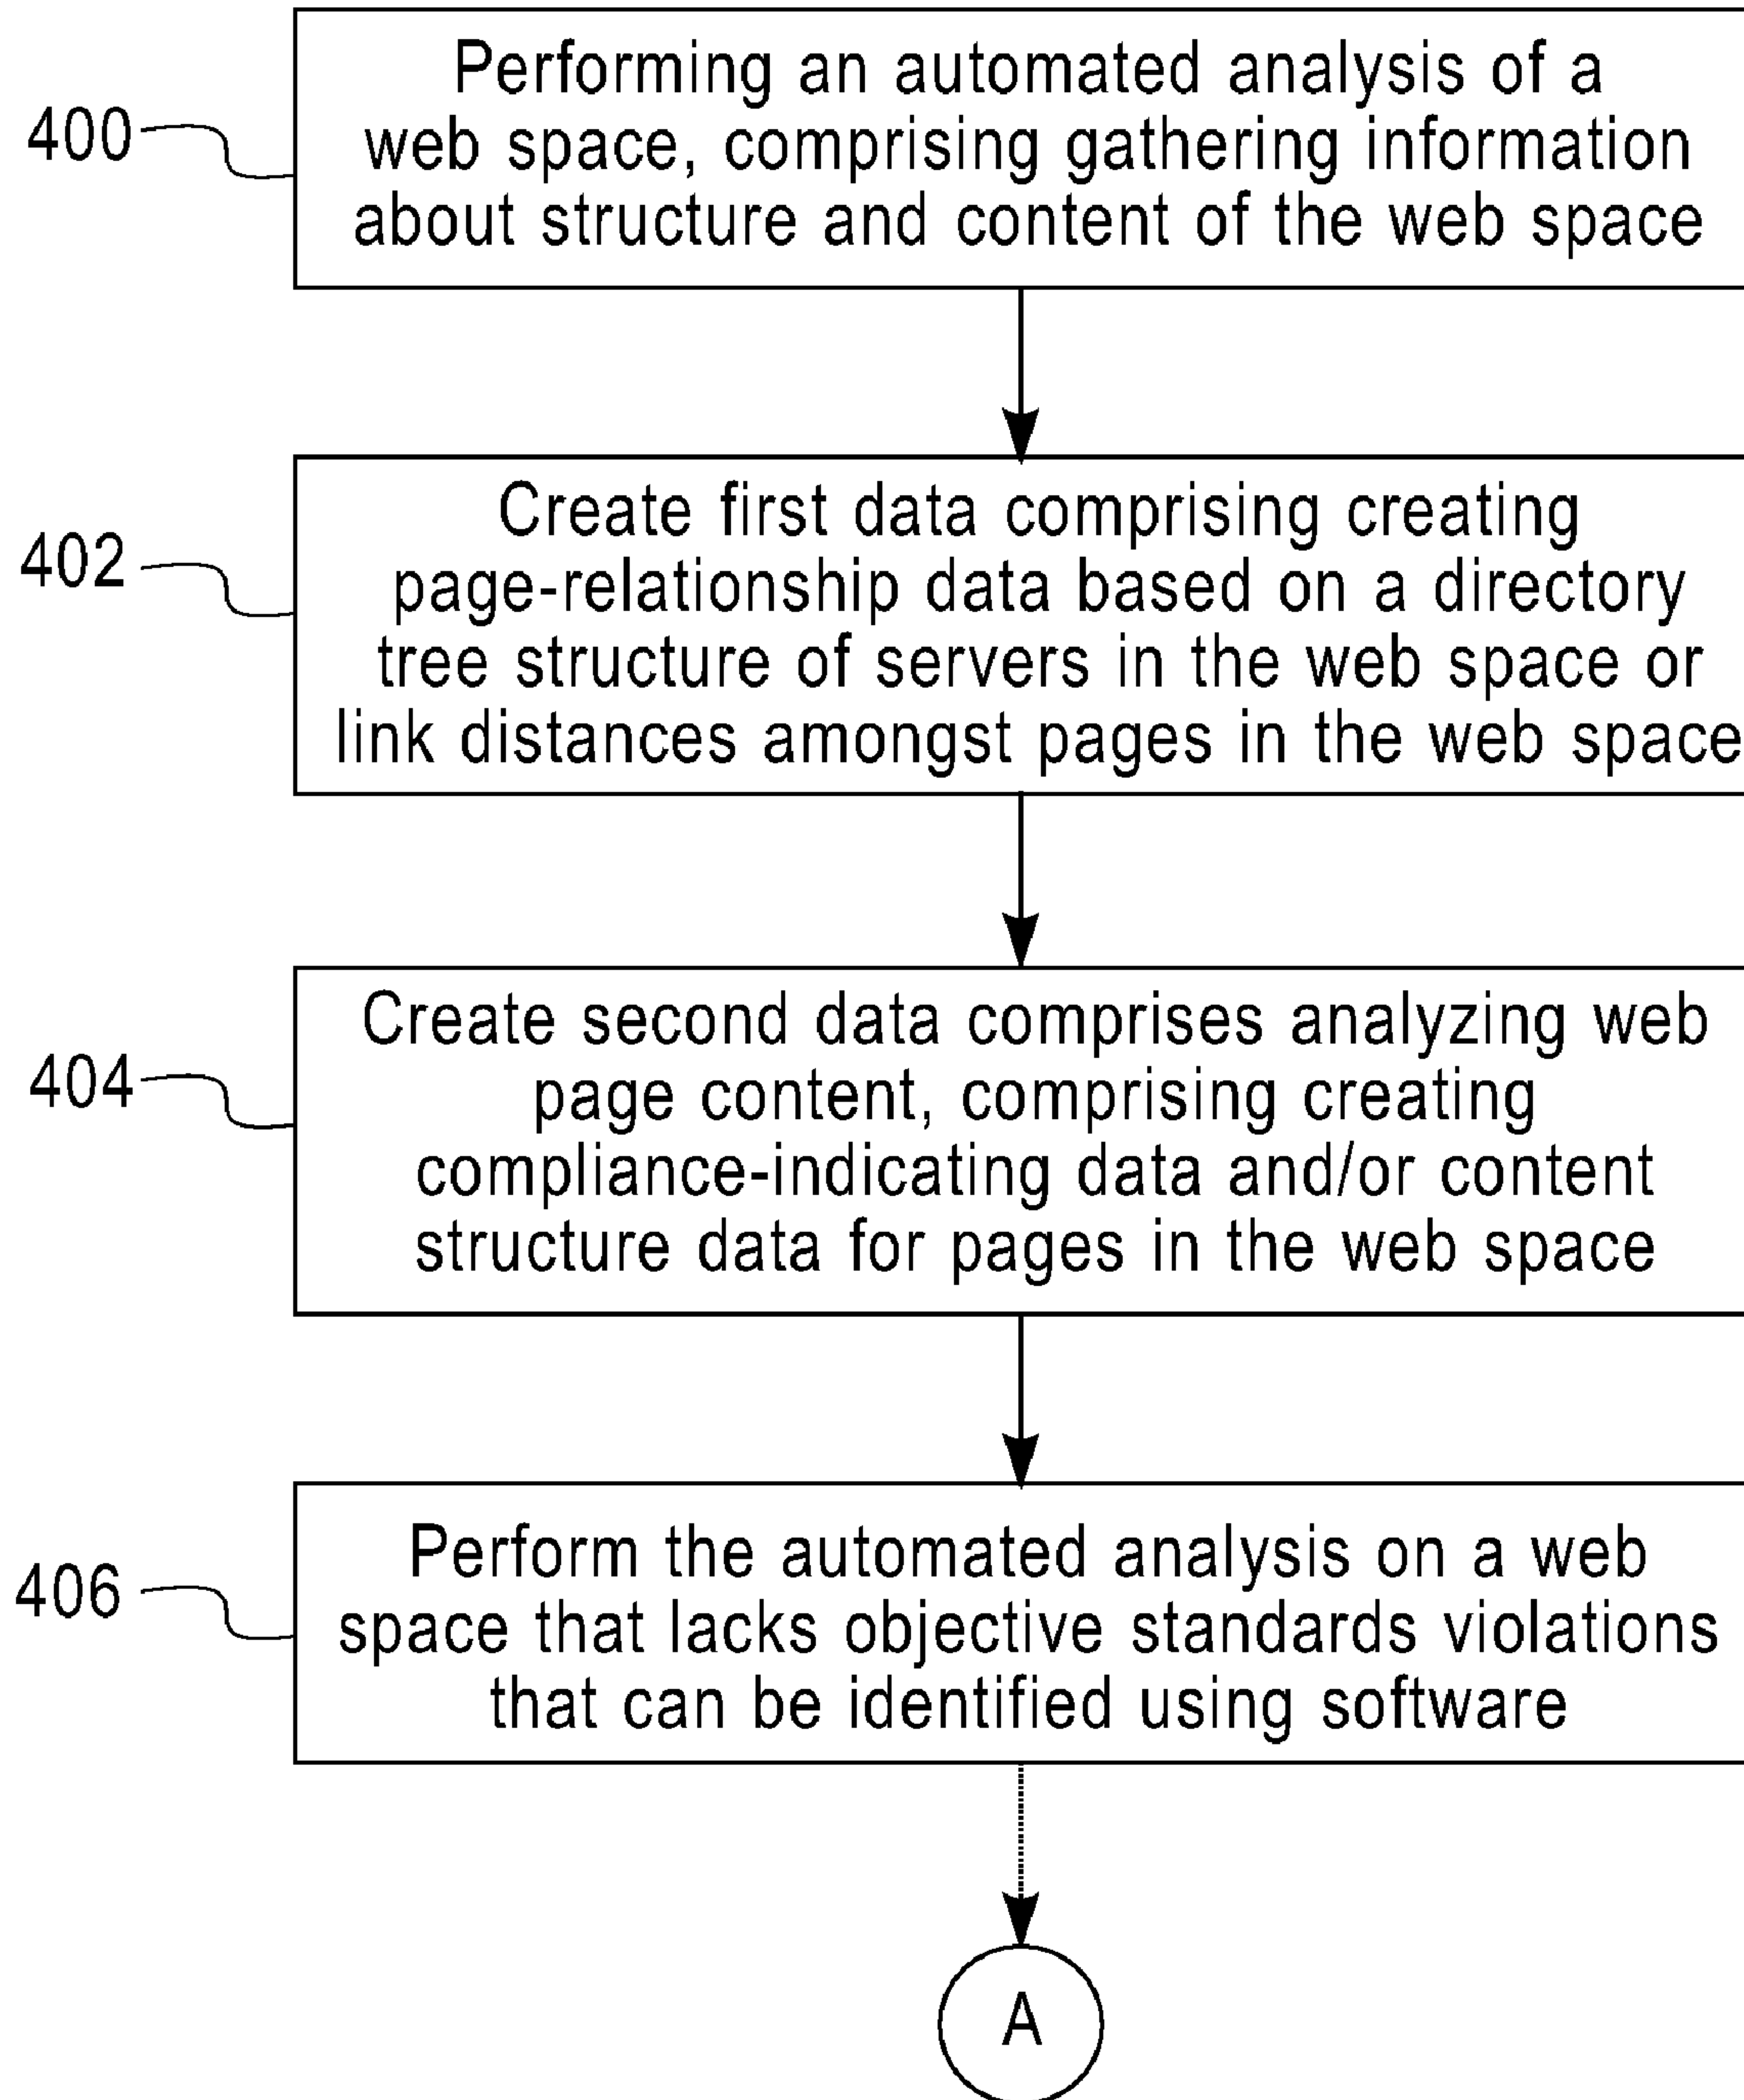 400
Performing an automated analysis of a
web space, comprising gathering information
about structure and content of the web space
402
Create first data comprising creating
page-relationship data based on a directory
tree structure of servers in the web space or
link distances amongst pages in the web space
404
Create second data comprises analyzing web
page content, comprising creating
compliance-indicating data and/or content
structure data for pages in the web space
406
Perform the automated analysis on a web
space that lacks objective standards violations
that can be identified using software
A